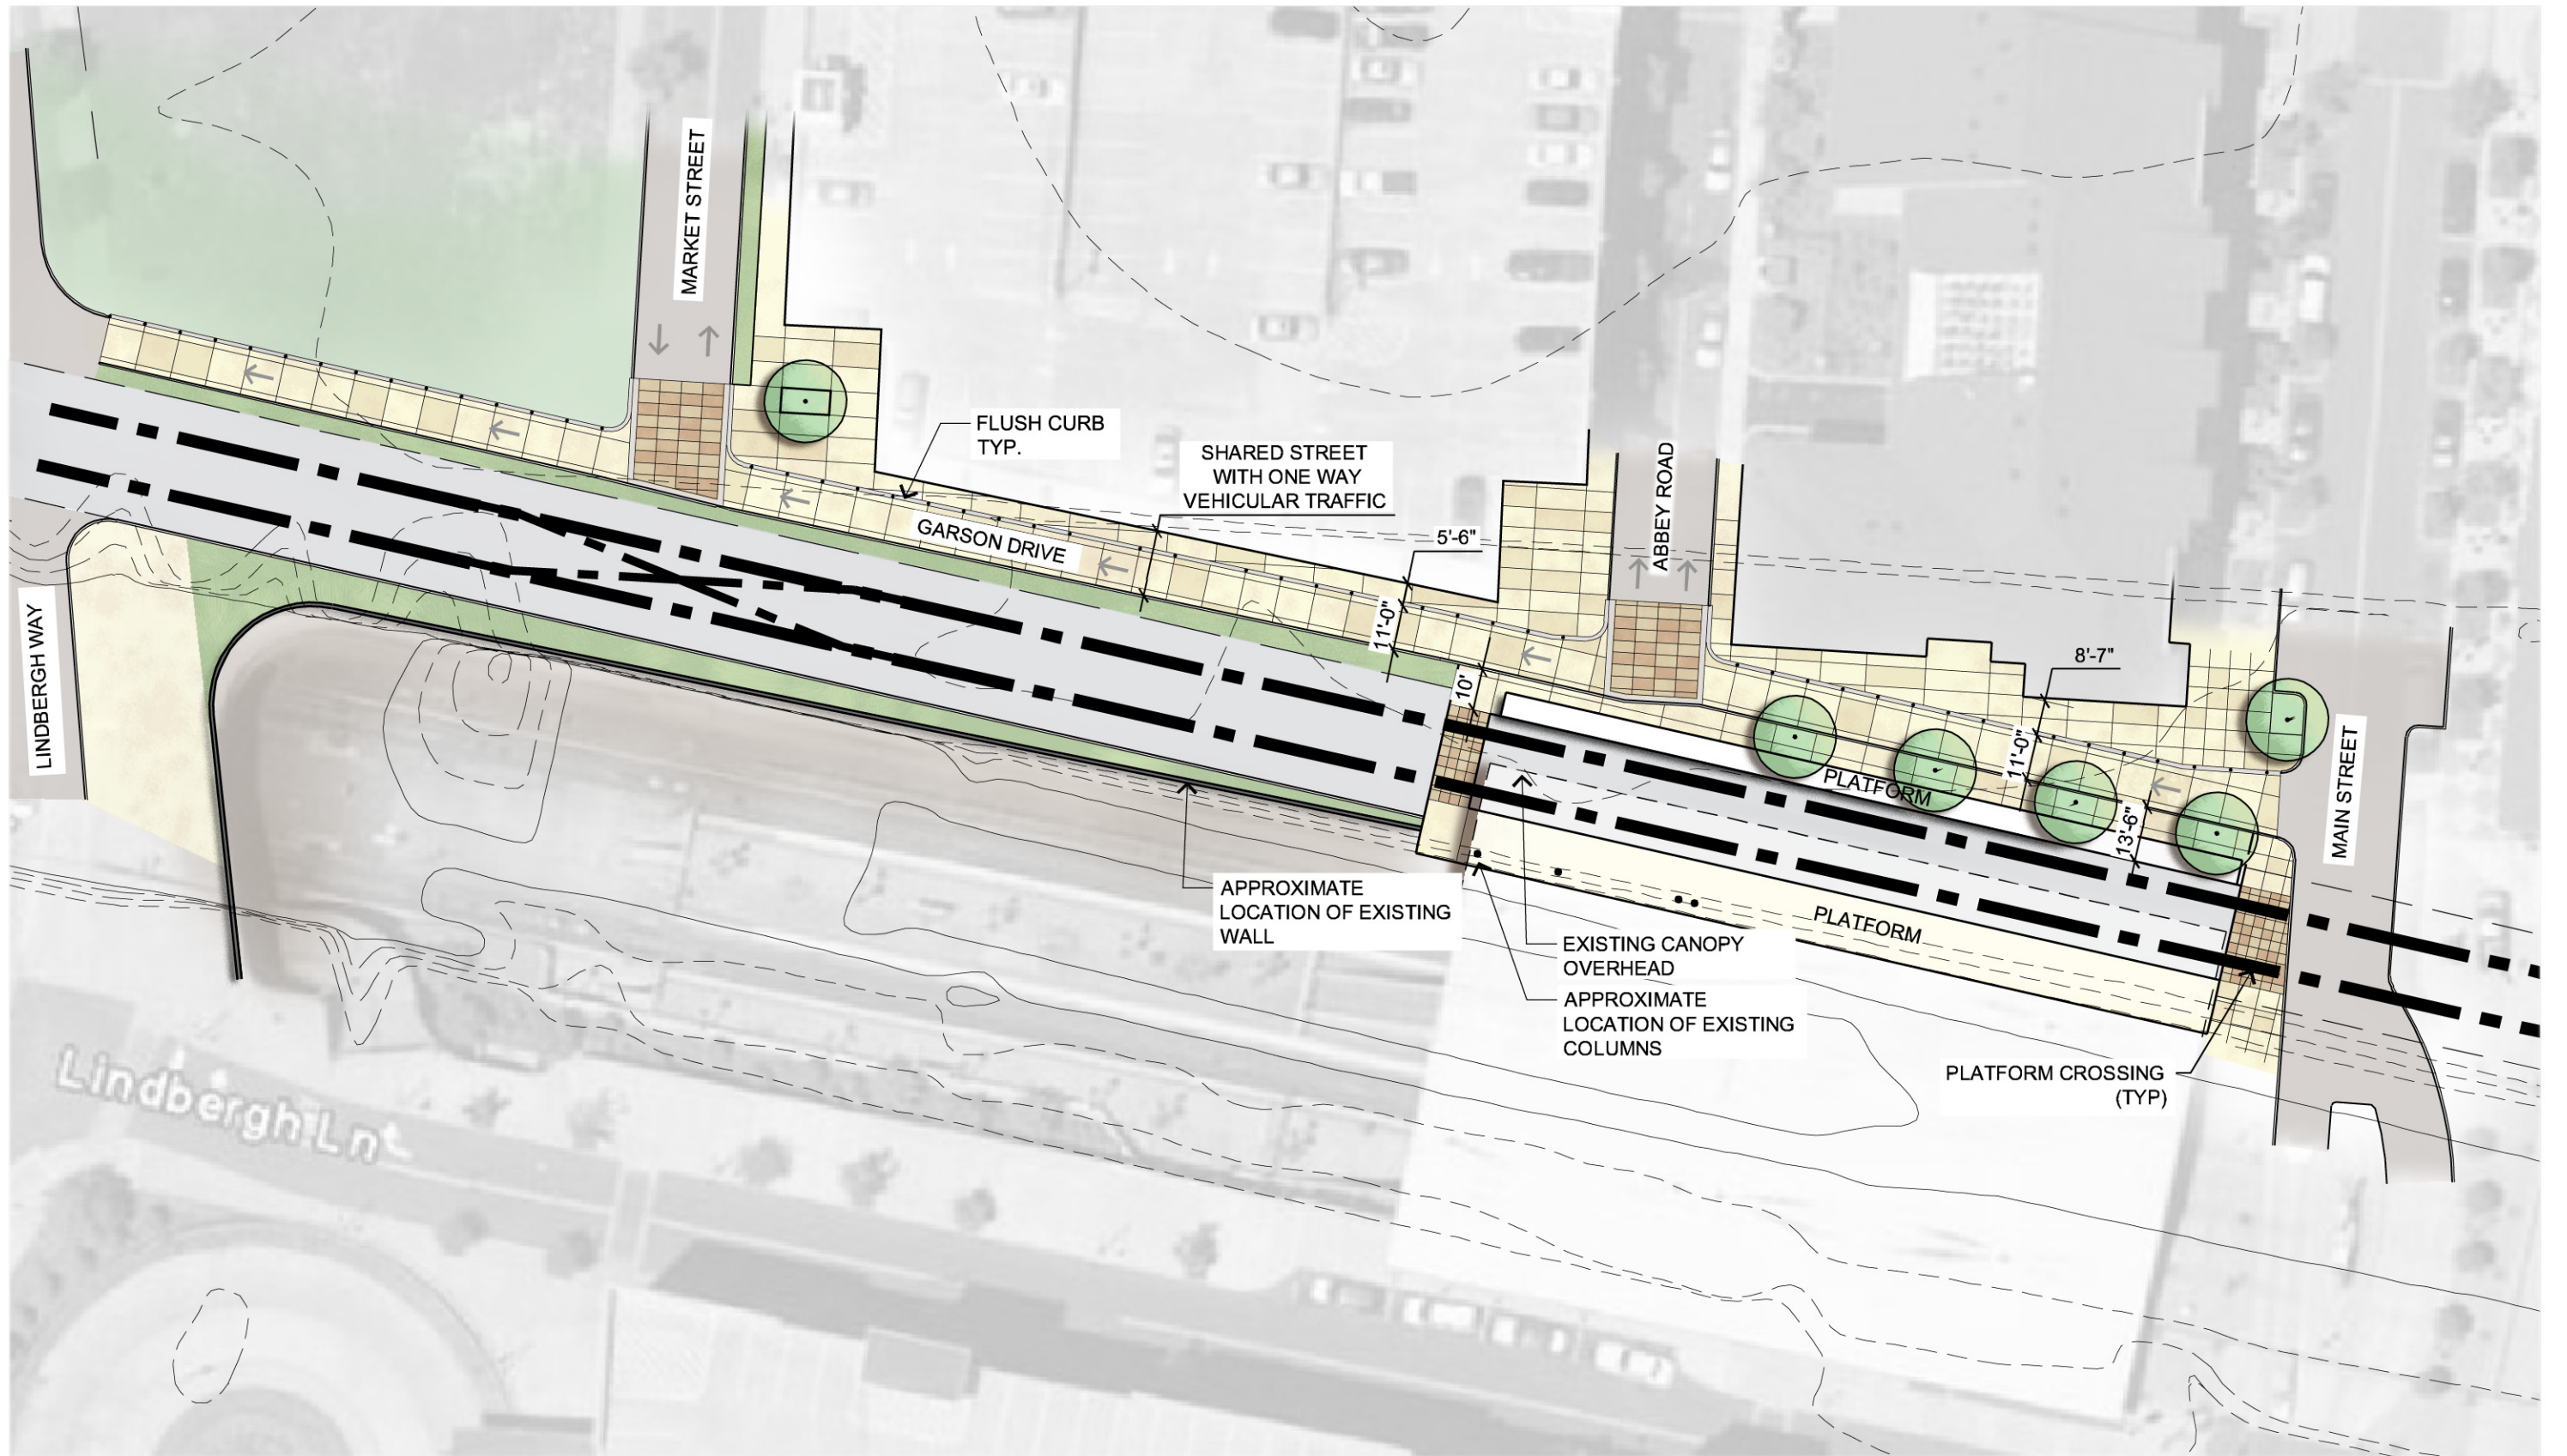 MARKET STREET
FLUSH CURB
TYP.
SHARED STREET
WITH ONE WAY
VEHICULAR TRAFFIC
GARSON DRIVE
5'-6"
11'-0"
ABBEY ROAD
10'
8'-7"
11'-0"
13'-6"
LINDBERGH WAY
MAIN STREET
PLATFORM
PLATFORM
APPROXIMATE
LOCATION OF EXISTING
WALL
EXISTING CANOPY
OVERHEAD
APPROXIMATE
LOCATION OF EXISTING
COLUMNS
PLATFORM CROSSING
(TYP)
Lindbergh Ln